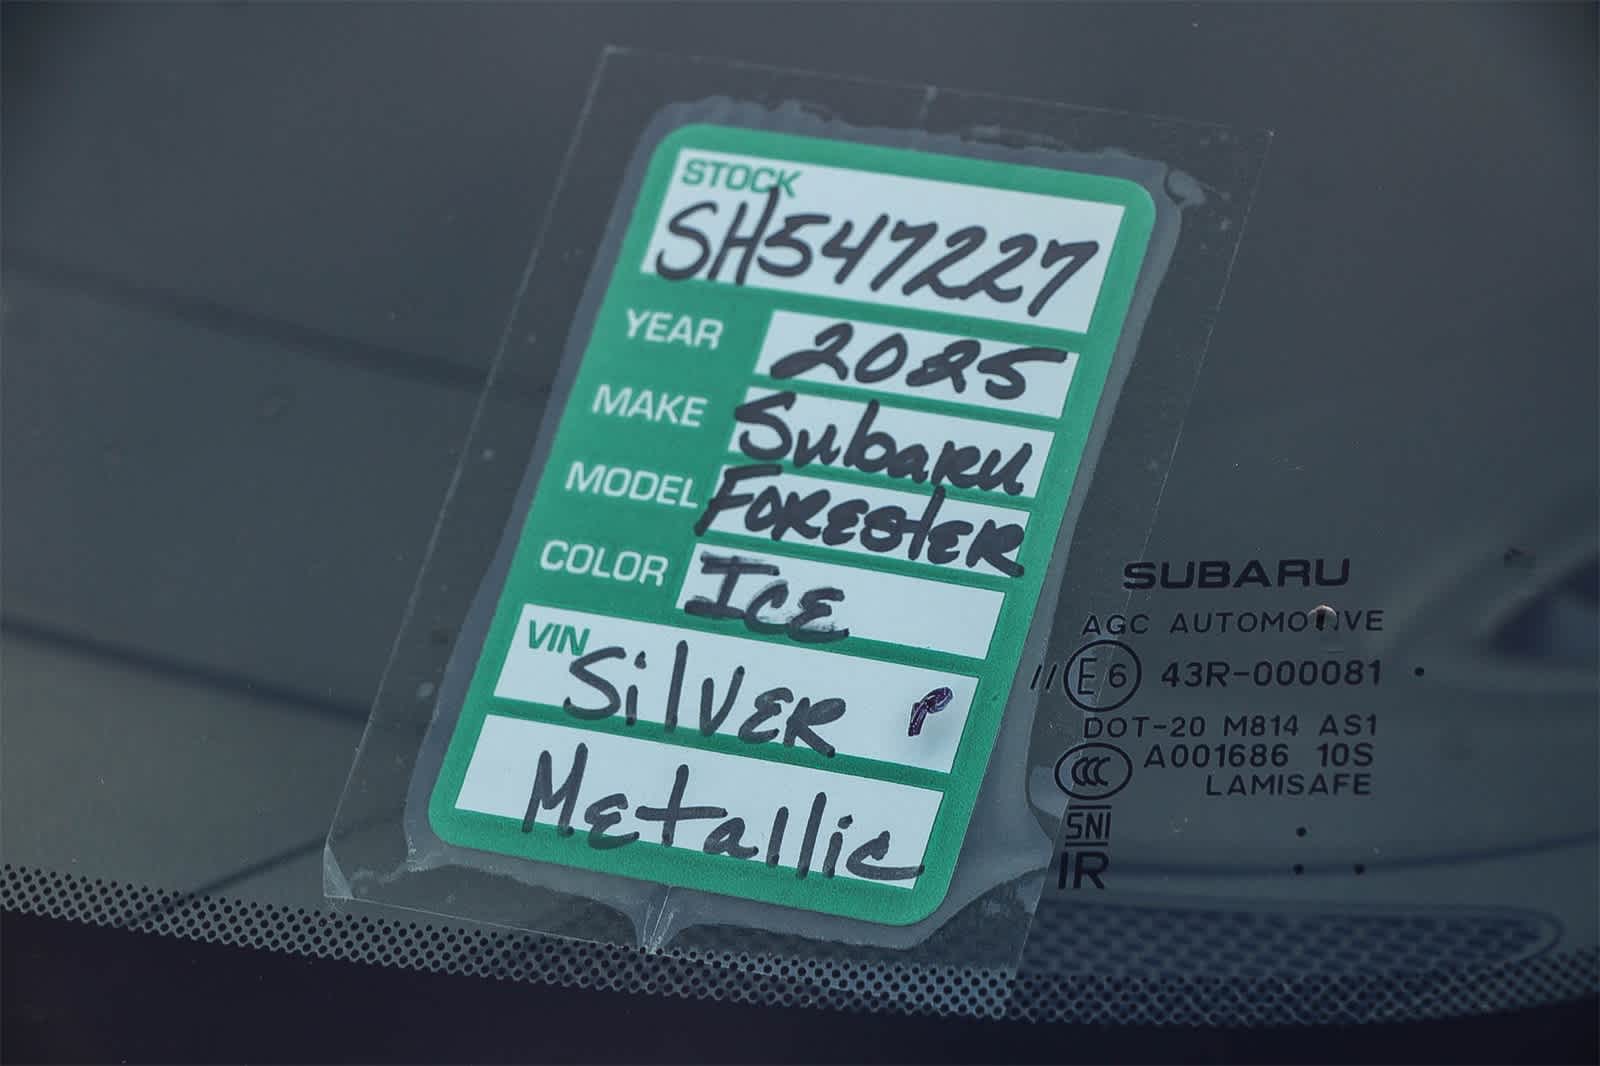 STOCK
SH547227
YEAR 2025
MAKE Subaru
MODEL Forester
COLOR ICE
VIN Silver
Metallic
SUBARU
AGC AUTOMOTIVE
// E6 43R-000081
DOT-20 M814 AS1
CCC A001686 10S
LAMISAFE
SNI
IR